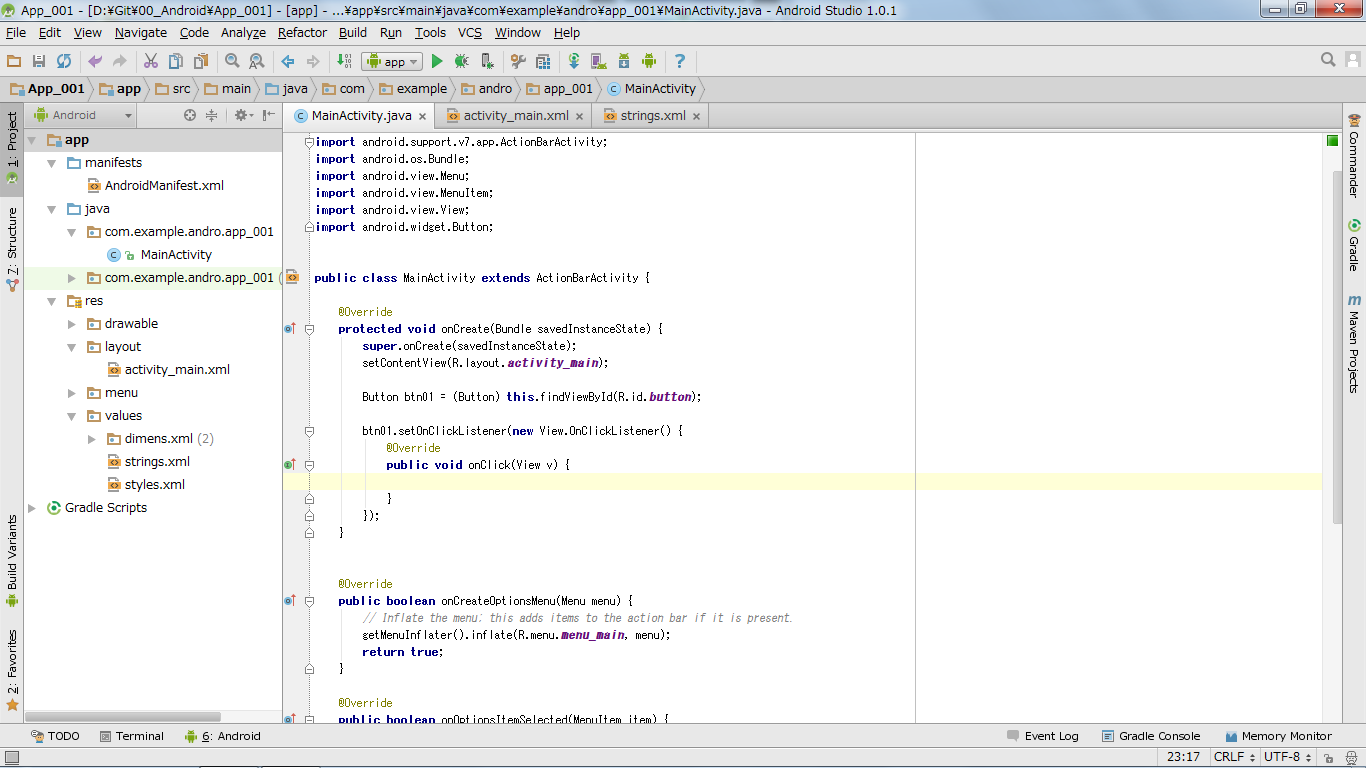 App_001 - [D:¥Git¥00_Android¥App_001] - [app] - ...¥app¥src¥main¥java¥com¥example¥andro¥app_001¥MainActivity.java - Android Studio 1.0.1
File Edit View Navigate Code Analyze Refactor Build Run Tools VCS Window Help
app
App_001 app src main java com example andro app_001 MainActivity
1: Project
7: Structure
Build Variants
2: Favorites
Android
app
manifests
AndroidManifest.xml
java
com.example.andro.app_001
MainActivity
com.example.andro.app_001 (
res
drawable
layout
activity_main.xml
menu
values
dimens.xml (2)
strings.xml
styles.xml
Gradle Scripts
MainActivity.java activity_main.xml strings.xml
import android.support.v7.app.ActionBarActivity;
import android.os.Bundle;
import android.view.Menu;
import android.view.MenuItem;
import android.view.View;
import android.widget.Button;
public class MainActivity extends ActionBarActivity {
@Override
protected void onCreate(Bundle savedInstanceState) {
super.onCreate(savedInstanceState);
setContentView(R.layout.activity_main);
Button btn01 = (Button) this.findViewById(R.id.button);
btn01.setOnClickListener(new View.OnClickListener() {
@Override
public void onClick(View v) {
}
});
}
@Override
public boolean onCreateOptionsMenu(Menu menu) {
// Inflate the menu; this adds items to the action bar if it is present.
getMenuInflater().inflate(R.menu.menu_main, menu);
return true;
}
@Override
public boolean onOptionsItemSelected(MenuItem item) {
Commander
Gradle
Maven Projects
TODO Terminal 6: Android Event Log Gradle Console Memory Monitor
23:17 CRLF UTF-8